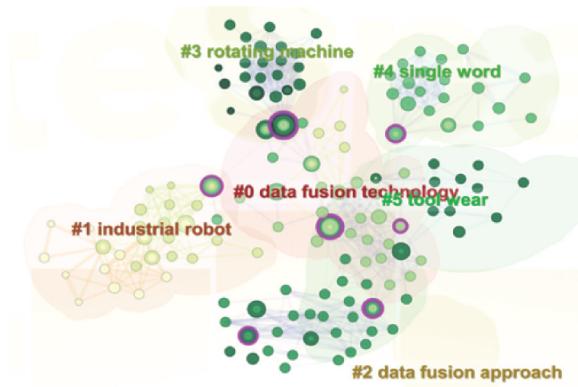 #3 rotating machine
#4 single word
#0 data fusion technology
#5 tool wear
#1 industrial robot
#2 data fusion approach